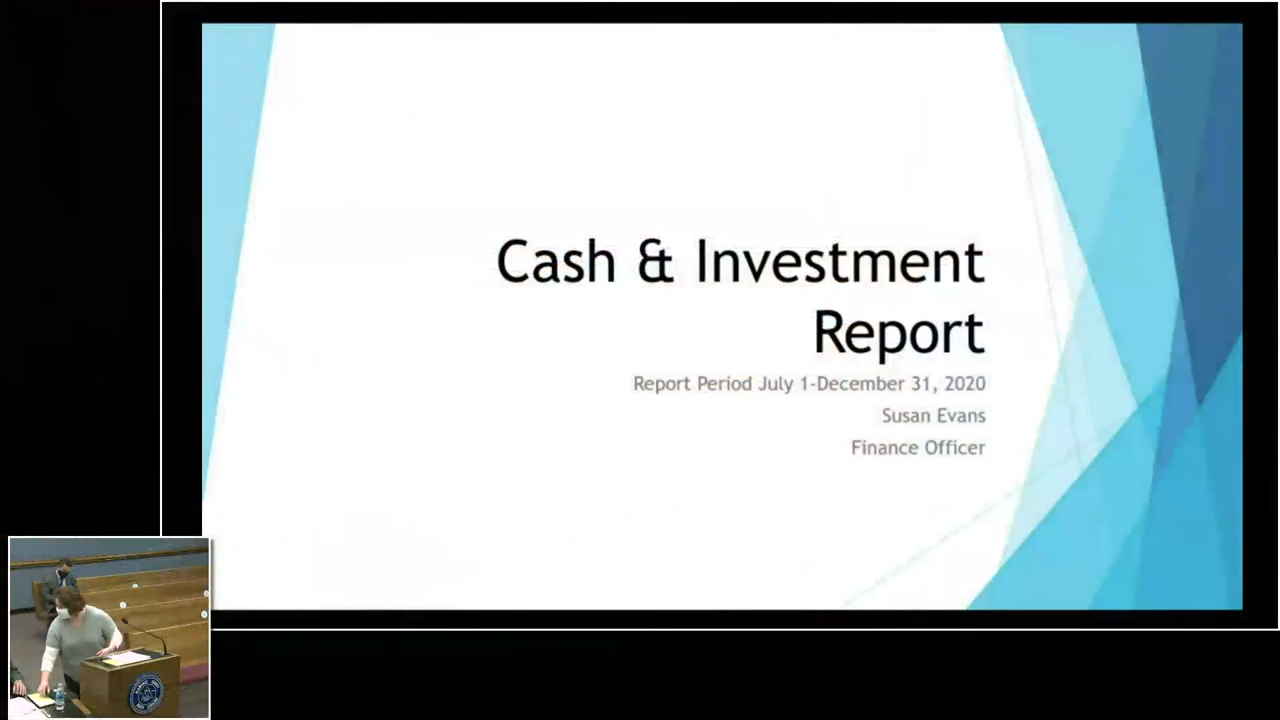 Cash & Investment
Report
Report Period July 1-December 31, 2020
Susan Evans
Finance Officer